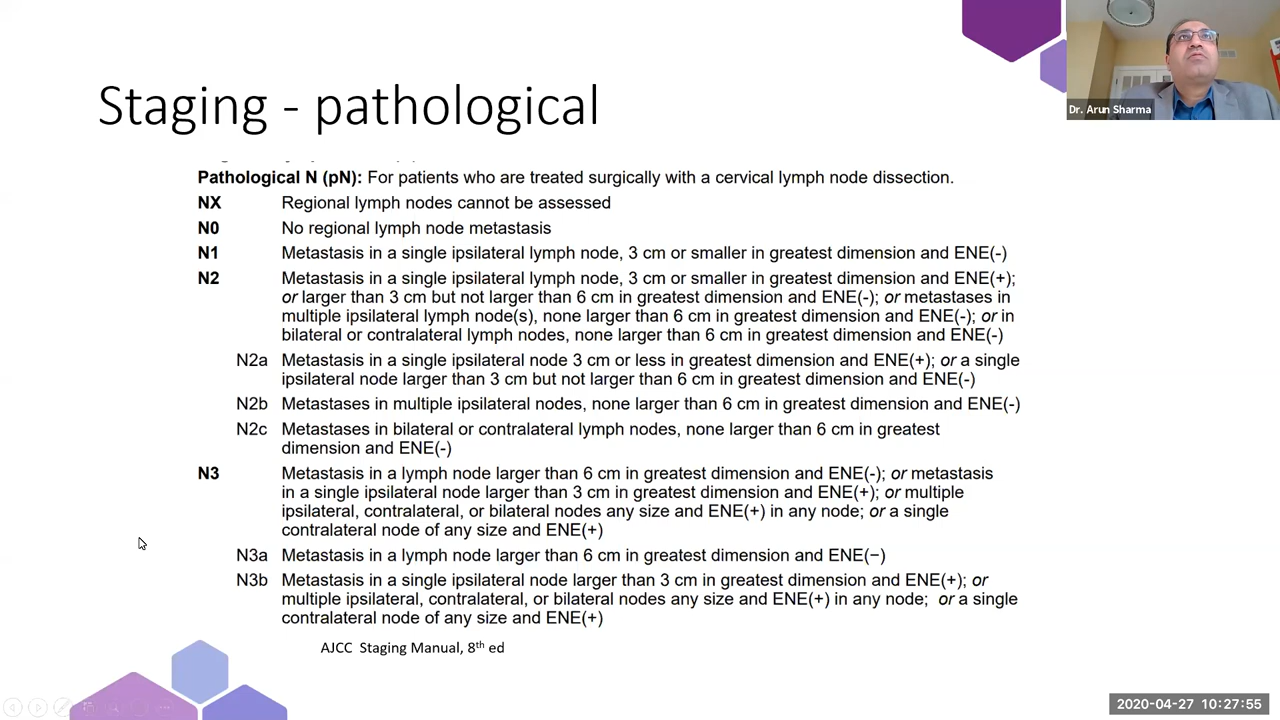 Dr. Arun Sharma
Staging - pathological
Pathological N (pN): For patients who are treated surgically with a cervical lymph node dissection.
NX Regional lymph nodes cannot be assessed
N0 No regional lymph node metastasis
N1 Metastasis in a single ipsilateral lymph node, 3 cm or smaller in greatest dimension and ENE(-)
N2 Metastasis in a single ipsilateral lymph node, 3 cm or smaller in greatest dimension and ENE(+);
or larger than 3 cm but not larger than 6 cm in greatest dimension and ENE(-); or metastases in
multiple ipsilateral lymph node(s), none larger than 6 cm in greatest dimension and ENE(-); or in
bilateral or contralateral lymph nodes, none larger than 6 cm in greatest dimension and ENE(-)
N2a Metastasis in a single ipsilateral node 3 cm or less in greatest dimension and ENE(+); or a single
ipsilateral node larger than 3 cm but not larger than 6 cm in greatest dimension and ENE(-)
N2b Metastases in multiple ipsilateral nodes, none larger than 6 cm in greatest dimension and ENE(-)
N2c Metastases in bilateral or contralateral lymph nodes, none larger than 6 cm in greatest
dimension and ENE(-)
N3 Metastasis in a lymph node larger than 6 cm in greatest dimension and ENE(-); or metastasis
in a single ipsilateral node larger than 3 cm in greatest dimension and ENE(+); or multiple
ipsilateral, contralateral, or bilateral nodes any size and ENE(+) in any node; or a single
contralateral node of any size and ENE(+)
N3a Metastasis in a lymph node larger than 6 cm in greatest dimension and ENE(−)
N3b Metastasis in a single ipsilateral node larger than 3 cm in greatest dimension and ENE(+); or
multiple ipsilateral, contralateral, or bilateral nodes any size and ENE(+) in any node; or a single
contralateral node of any size and ENE(+)
AJCC Staging Manual, 8th ed
2020-04-27 10:27:55